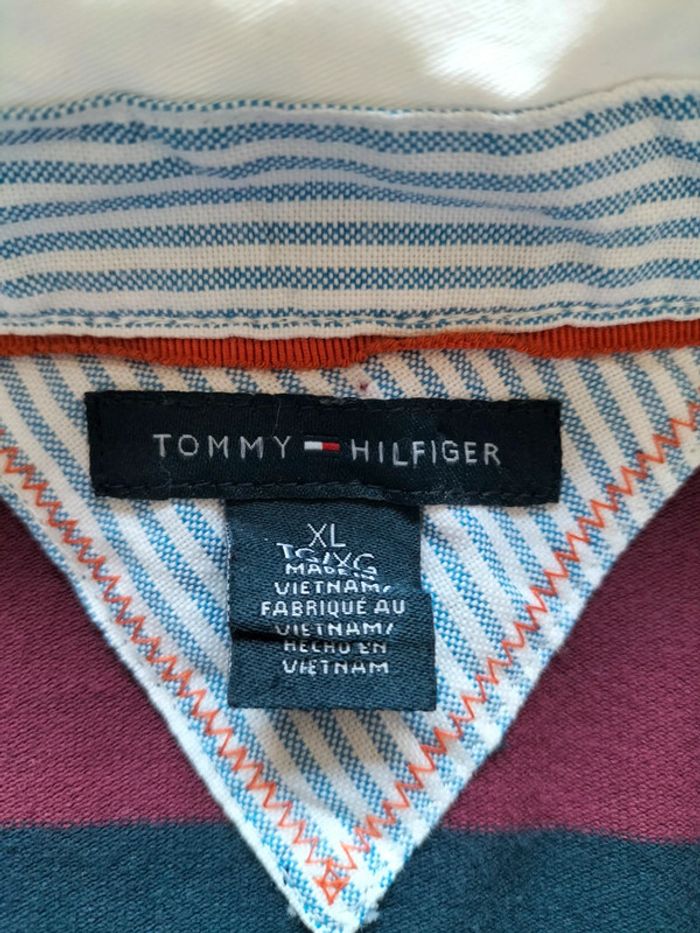 TOMMY HILFIGER
XL
TG/XG
MADE IN
VIETNAM/
FABRIQUÉ AU
VIETNAM/
HECHO EN
VIETNAM